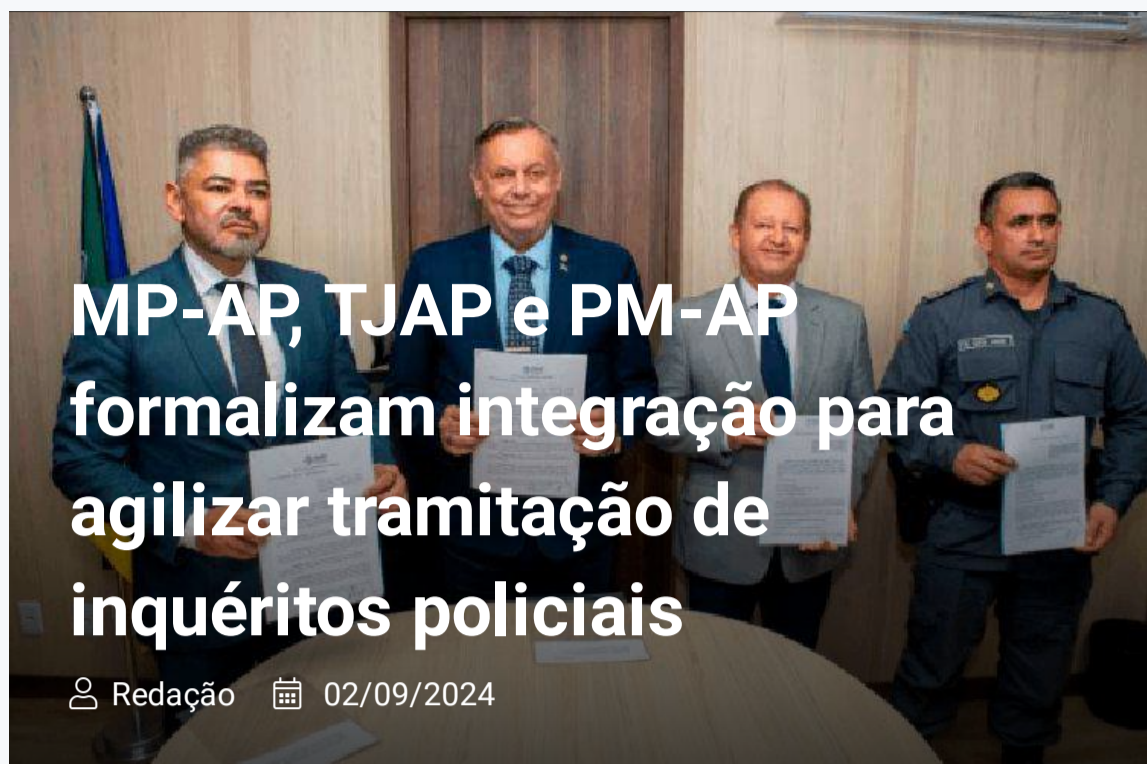 MP-AP, TJAP e PM-AP
formalizam integração para
agilizar tramitação de
inquéritos policiais
Redação 02/09/2024